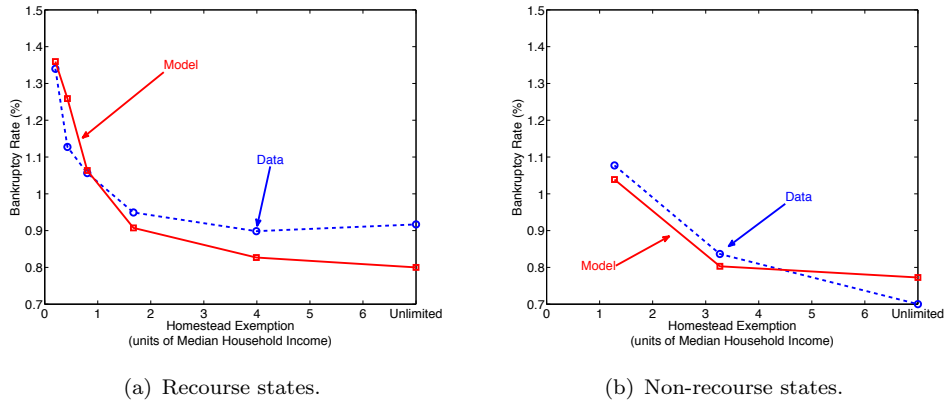 1.5
1.4
1.3
1.2
1.1
1
0.9
0.8
0.7
Bankruptcy Rate (%)
Model
Data
0 1 2 3 4 5 6 Unlimited
Homestead Exemption
(units of Median Household Income)
(a) Recourse states.
1.5
1.4
1.3
1.2
1.1
1
0.9
0.8
0.7
Bankruptcy Rate (%)
Data
Model
0 1 2 3 4 5 6 Unlimited
Homestead Exemption
(units of Median Household Income)
(b) Non-recourse states.